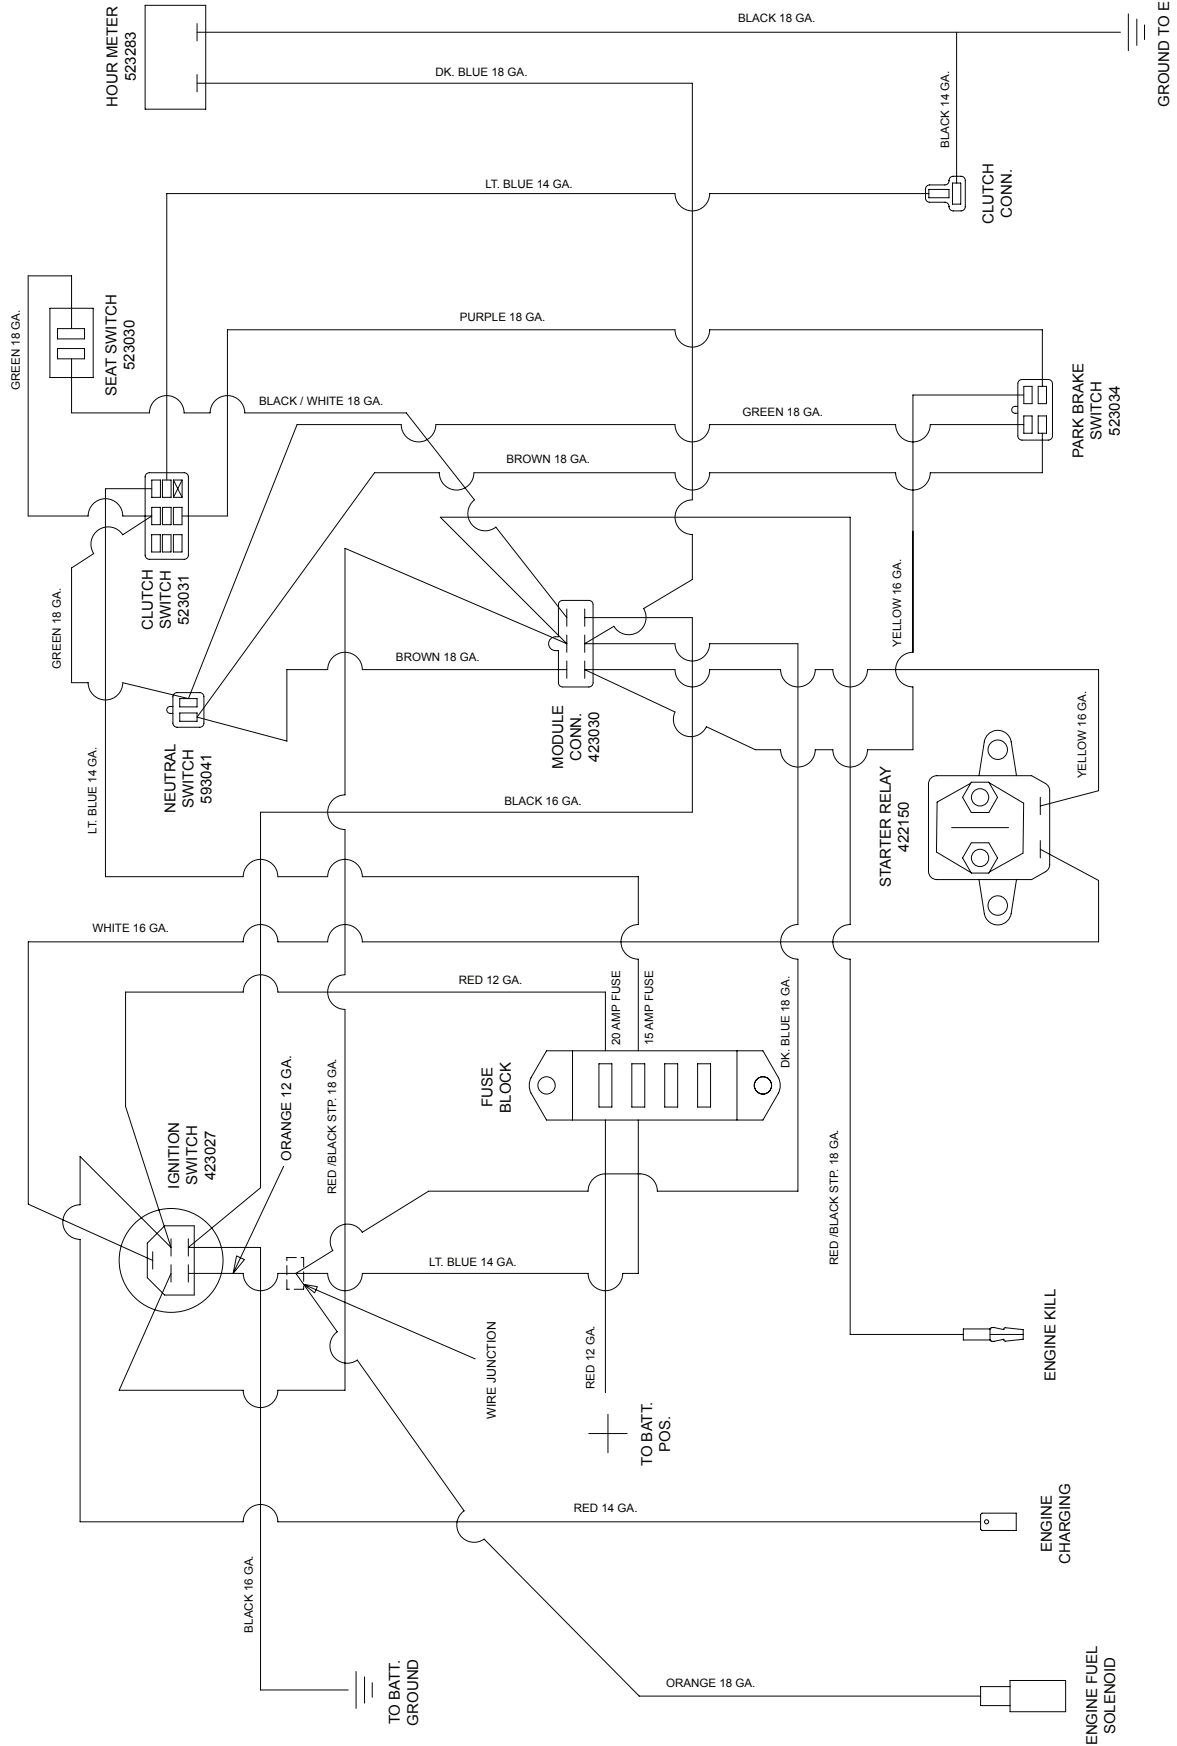 HOUR METER
523283
BLACK 18 GA.
GROUND TO E
DK. BLUE 18 GA.
BLACK 14 GA.
LT. BLUE 14 GA.
CLUTCH
CONN.
GREEN 18 GA.
SEAT SWITCH
523030
PURPLE 18 GA.
BLACK / WHITE 18 GA.
GREEN 18 GA.
PARK BRAKE
SWITCH
523034
BROWN 18 GA.
CLUTCH
SWITCH
523031
GREEN 18 GA.
YELLOW 16 GA.
BROWN 18 GA.
NEUTRAL
SWITCH
593041
MODULE
CONN.
423030
LT. BLUE 14 GA.
BLACK 16 GA.
STARTER RELAY
422150
YELLOW 16 GA.
WHITE 16 GA.
RED 12 GA.
20 AMP FUSE
15 AMP FUSE
DK. BLUE 18 GA.
FUSE
BLOCK
ORANGE 12 GA.
RED /BLACK STP. 18 GA.
IGNITION
SWITCH
423027
RED /BLACK STP. 18 GA.
LT. BLUE 14 GA.
WIRE JUNCTION
RED 12 GA.
TO BATT.
POS.
ENGINE KILL
RED 14 GA.
ENGINE
CHARGING
BLACK 16 GA.
TO BATT.
GROUND
ORANGE 18 GA.
ENGINE FUEL
SOLENOID